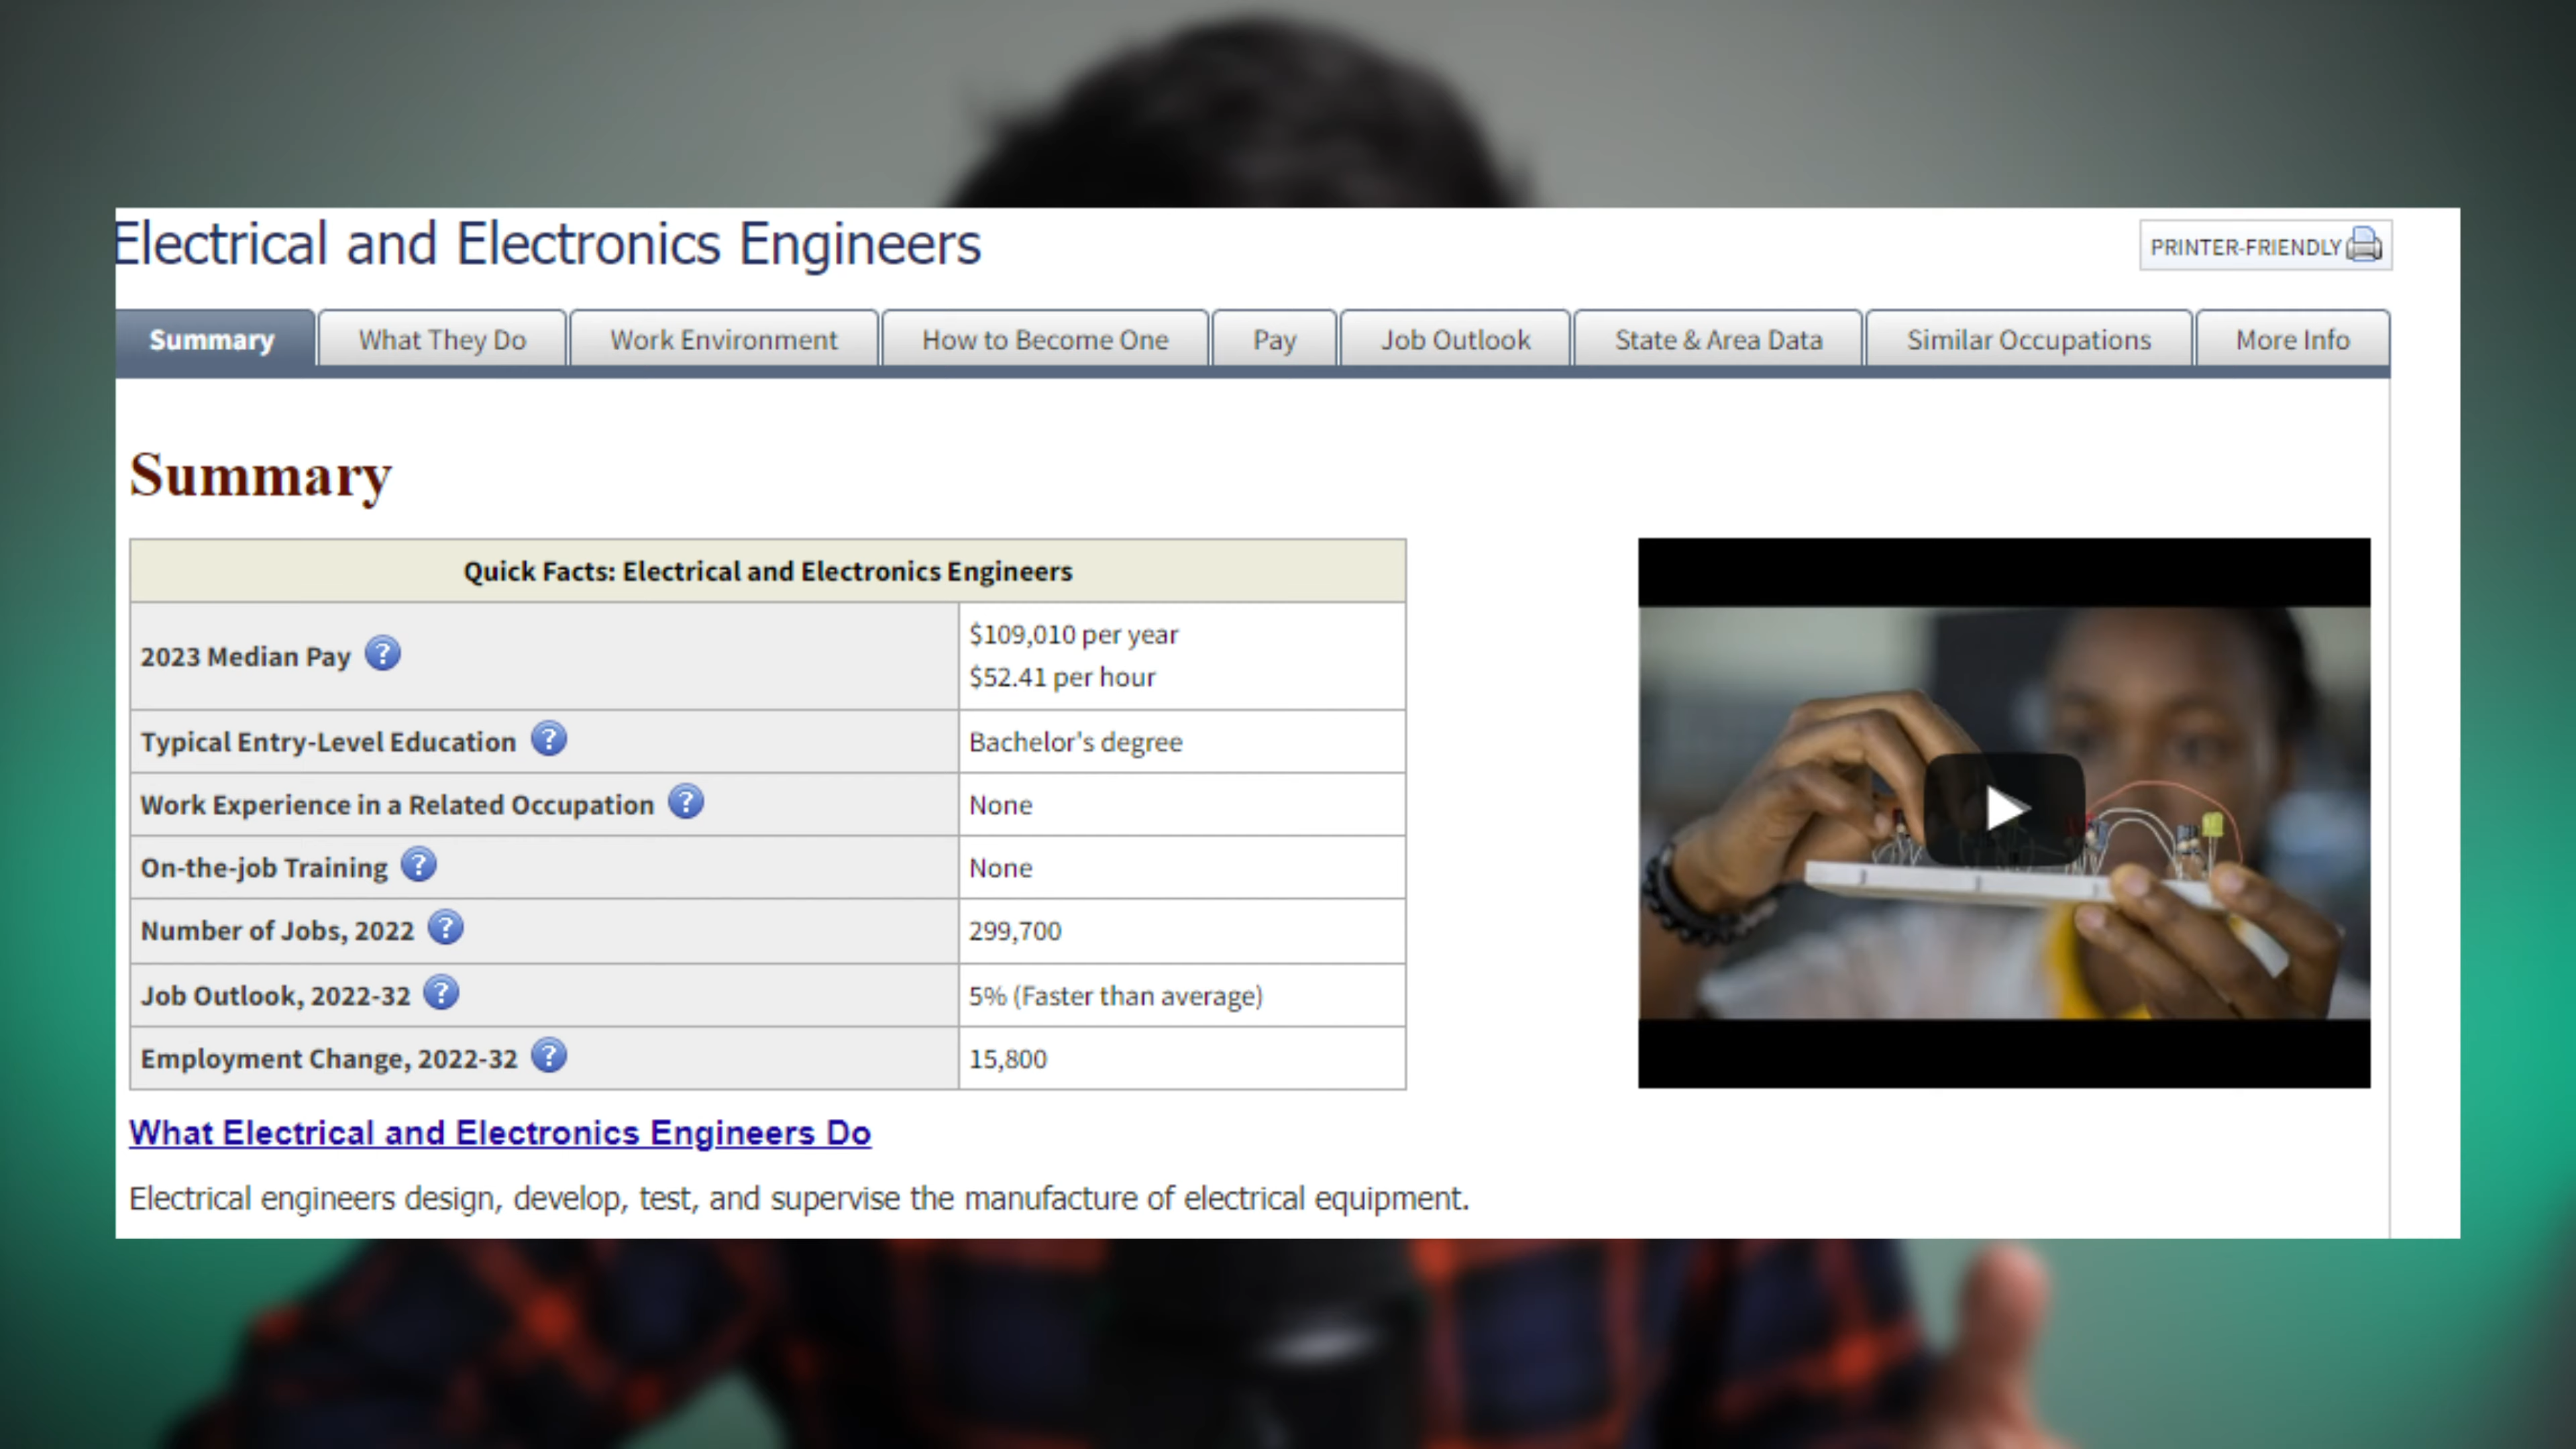 Electrical and Electronics Engineers
PRINTER-FRIENDLY
Summary What They Do Work Environment How to Become One Pay Job Outlook State & Area Data Similar Occupations More Info
Summary
Quick Facts: Electrical and Electronics Engineers
2023 Median Pay ? $109,010 per year
$52.41 per hour
Typical Entry-Level Education ? Bachelor's degree
Work Experience in a Related Occupation ? None
On-the-job Training ? None
Number of Jobs, 2022 ? 299,700
Job Outlook, 2022-32 ? 5% (Faster than average)
Employment Change, 2022-32 ? 15,800
What Electrical and Electronics Engineers Do
Electrical engineers design, develop, test, and supervise the manufacture of electrical equipment.